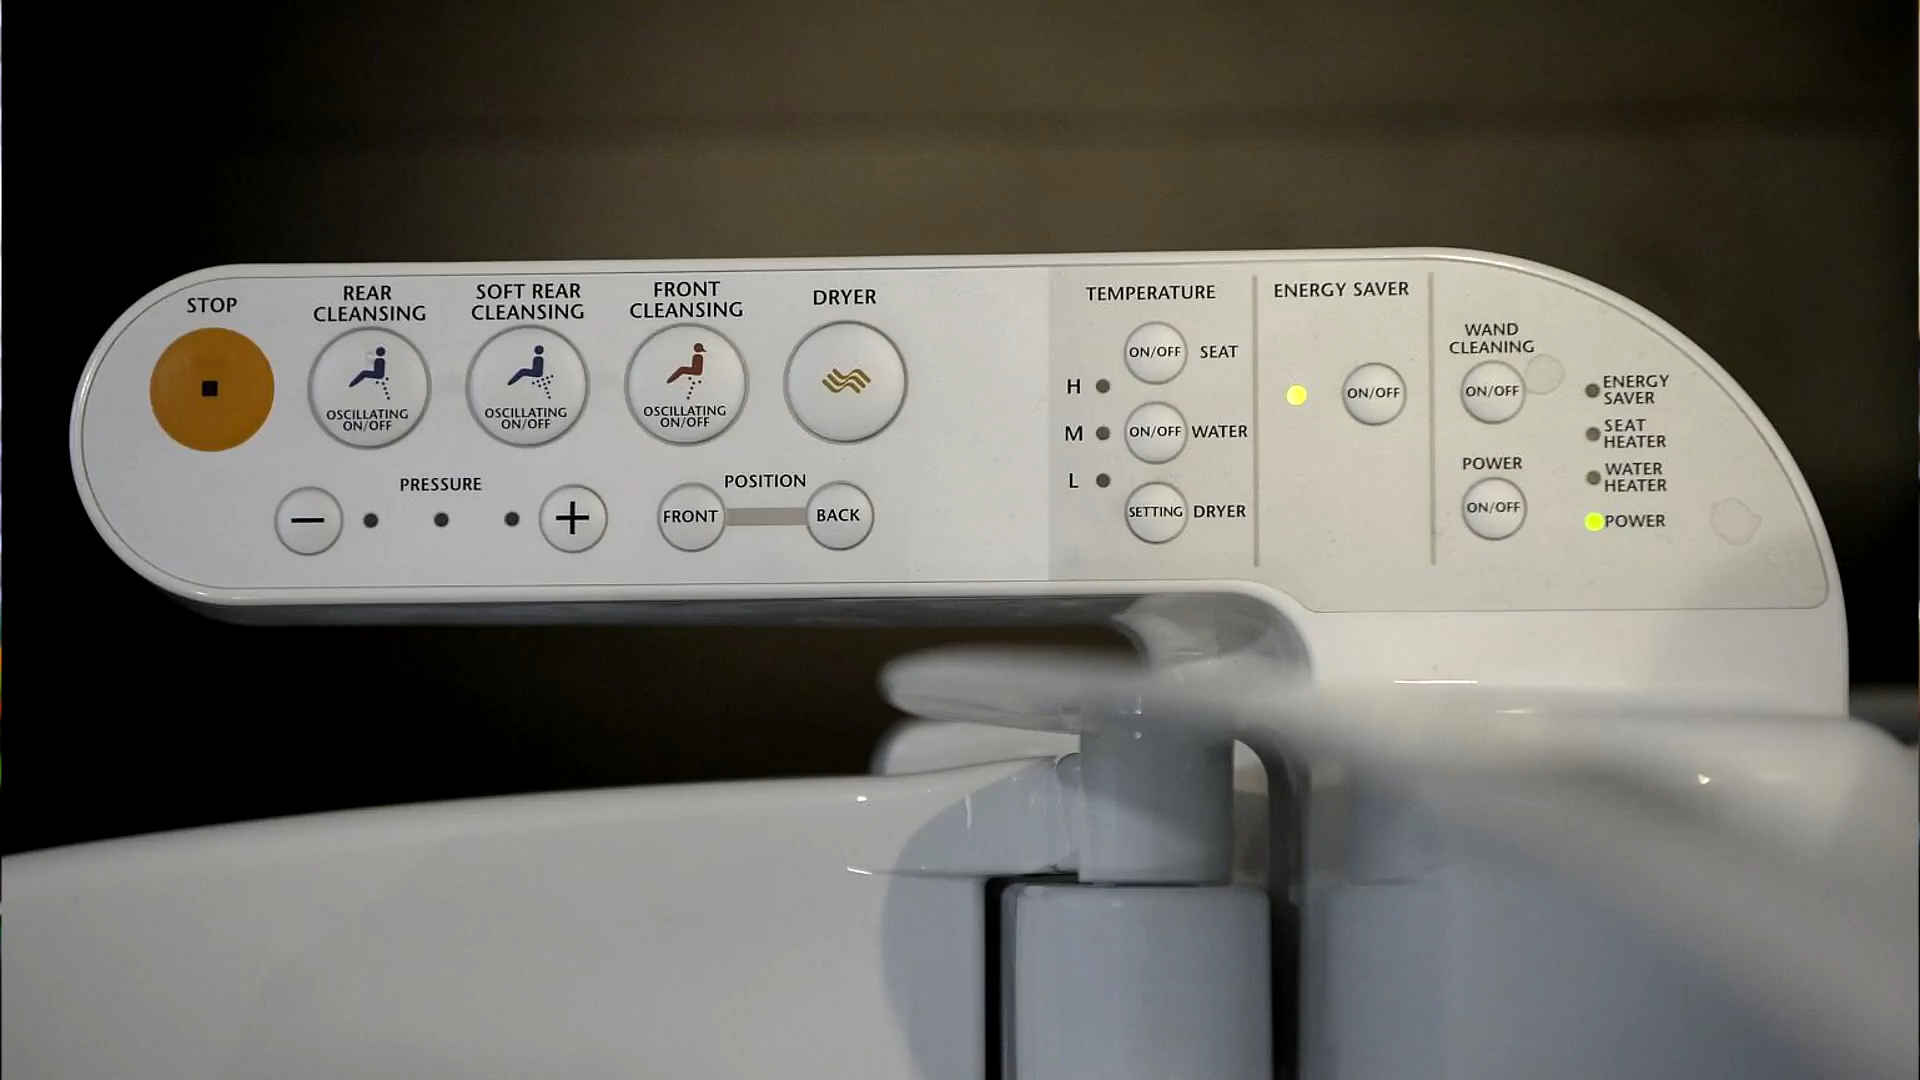 STOP
REAR
CLEANSING
OSCILLATING
ON/OFF
SOFT REAR
CLEANSING
OSCILLATING
ON/OFF
FRONT
CLEANSING
OSCILLATING
ON/OFF
DRYER
PRESSURE
POSITION
FRONT
BACK
TEMPERATURE
ON/OFF SEAT
H
M ON/OFF WATER
L
SETTING DRYER
ENERGY SAVER
ON/OFF
WAND
CLEANING
ON/OFF
POWER
ON/OFF
ENERGY
SAVER
SEAT
HEATER
WATER
HEATER
POWER